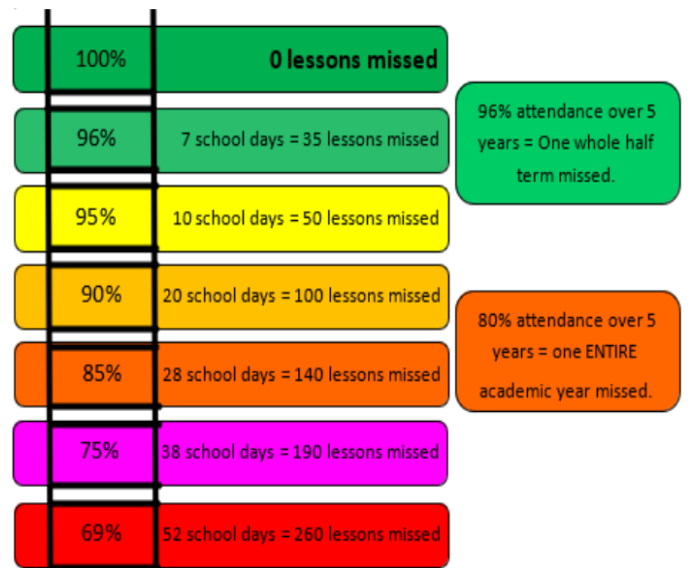 100% 0 lessons missed
96% 7 school days = 35 lessons missed
95% 10 school days = 50 lessons missed
90% 20 school days = 100 lessons missed
85% 28 school days = 140 lessons missed
75% 38 school days = 190 lessons missed
69% 52 school days = 260 lessons missed
96% attendance over 5
years = One whole half
term missed.
80% attendance over 5
years = one ENTIRE
academic year missed.